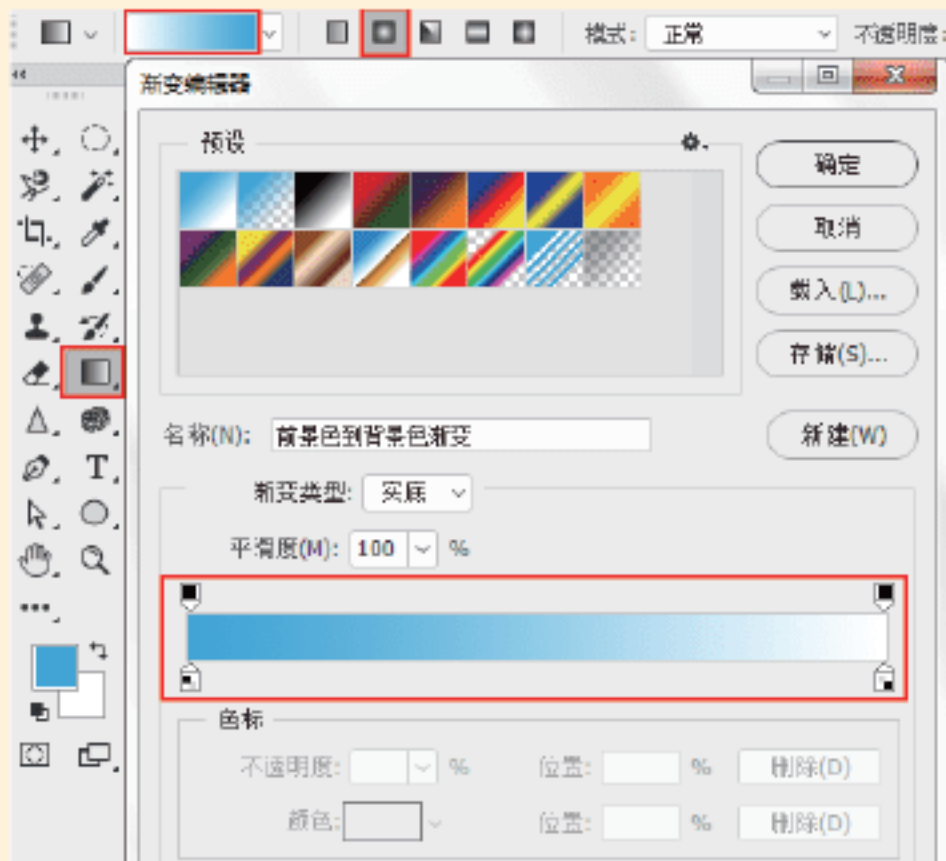 模式: 正常 不透明度:
渐变编辑器
预设
确定
取消
载入(L)...
存储(S)...
名称(N): 前景色到背景色渐变
新建(W)
渐变类型: 实底
平滑度(M): 100 %
色标
不透明度: % 位置: % 删除(D)
颜色: 位置: % 删除(D)